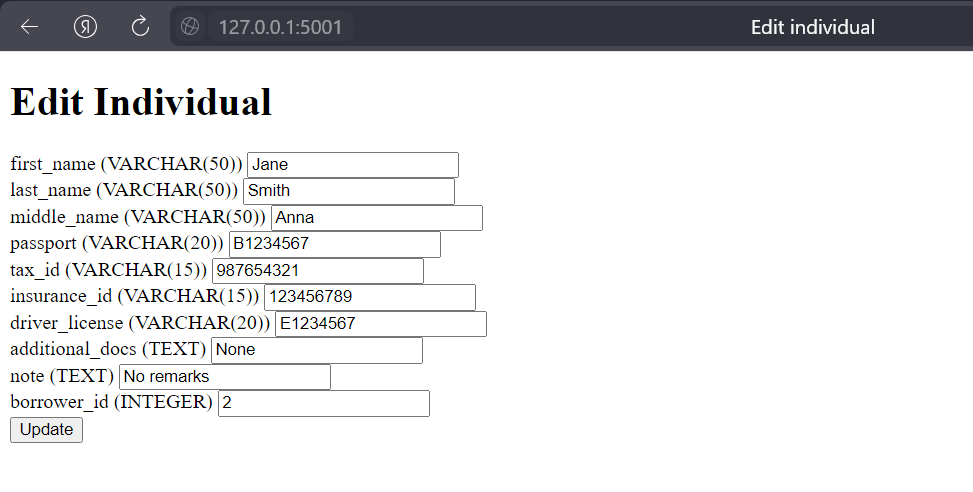 Я 127.0.0.1:5001 Edit individual
Edit Individual
first_name (VARCHAR(50)) Jane
last_name (VARCHAR(50)) Smith
middle_name (VARCHAR(50)) Anna
passport (VARCHAR(20)) B1234567
tax_id (VARCHAR(15)) 987654321
insurance_id (VARCHAR(15)) 123456789
driver_license (VARCHAR(20)) E1234567
additional_docs (TEXT) None
note (TEXT) No remarks
borrower_id (INTEGER) 2
Update